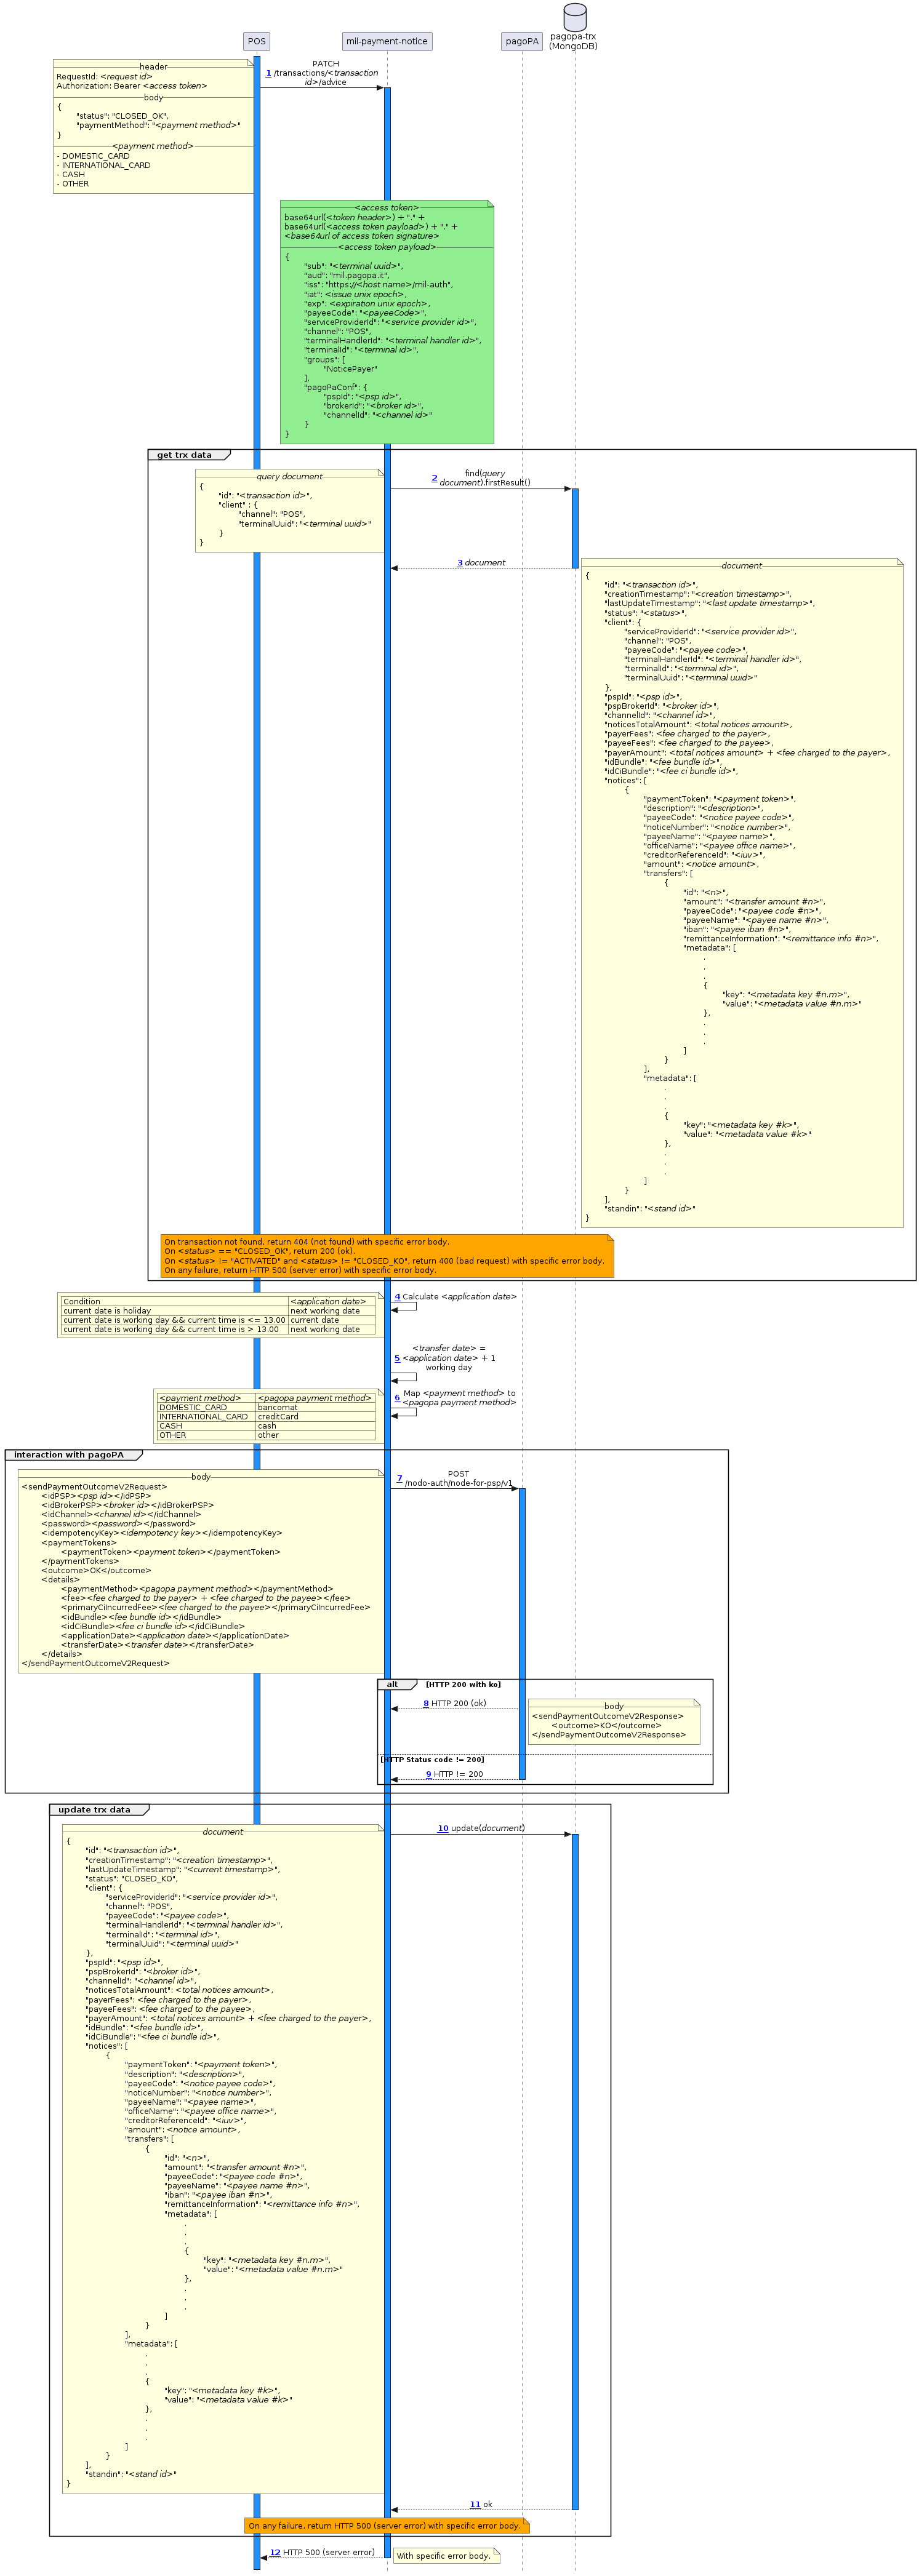 POS
mil-payment-notice
pagoPA
pagopa-trx
(MongoDB)
header
RequestId: <request id>
Authorization: Bearer <access token>
body
{
"status": "CLOSED_OK",
"paymentMethod": "<payment method>"
}
<payment method>
- DOMESTIC_CARD
- INTERNATIONAL_CARD
- CASH
- OTHER
PATCH
1 /transactions/<transaction
id>/advice
<access token>
base64url(<token header>) + "." +
base64url(<access token payload>) + "." +
<base64url of access token signature>
<access token payload>
{
"sub": "<terminal uuid>",
"aud": "mil.pagopa.it",
"iss": "https://<host name>/mil-auth",
"iat": <issue unix epoch>,
"exp": <expiration unix epoch>,
"payeeCode": "<payeeCode>",
"serviceProviderId": "<service provider id>",
"channel": "POS",
"terminalHandlerId": "<terminal handler id>",
"terminalId": "<terminal id>",
"groups": [
"NoticePayer"
],
"pagoPaConf": {
"pspId": "<psp id>",
"brokerId": "<broker id>",
"channelId": "<channel id>"
}
}
get trx data
query document
{
"id": "<transaction id>",
"client" : {
"channel": "POS",
"terminalUuid": "<terminal uuid>"
}
}
find(query
2 document).firstResult()
3 document
document
{
"id": "<transaction id>",
"creationTimestamp": "<creation timestamp>",
"lastUpdateTimestamp": "<last update timestamp>",
"status": "<status>",
"client": {
"serviceProviderId": "<service provider id>",
"channel": "POS",
"payeeCode": "<payee code>",
"terminalHandlerId": "<terminal handler id>",
"terminalId": "<terminal id>",
"terminalUuid": "<terminal uuid>"
},
"pspId": "<psp id>",
"pspBrokerId": "<broker id>",
"channelId": "<channel id>",
"noticesTotalAmount": <total notices amount>,
"payerFees": <fee charged to the payer>,
"payeeFees": <fee charged to the payee>,
"payerAmount": <total notices amount> + <fee charged to the payer>,
"idBundle": "<fee bundle id>",
"idCiBundle": "<fee ci bundle id>",
"notices": [
{
"paymentToken": "<payment token>",
"description": "<description>",
"payeeCode": "<notice payee code>",
"noticeNumber": "<notice number>",
"payeeName": "<payee name>",
"officeName": "<payee office name>",
"creditorReferenceId": "<iuv>",
"amount": <notice amount>,
"transfers": [
{
"id": "<n>",
"amount": "<transfer amount #n>",
"payeeCode": "<payee code #n>",
"payeeName": "<payee name #n>",
"iban": "<payee iban #n>",
"remittanceInformation": "<remittance info #n>",
"metadata": [
.
.
.
{
"key": "<metadata key #n.m>",
"value": "<metadata value #n.m>"
},
.
.
.
]
}
],
"metadata": [
.
.
.
{
"key": "<metadata key #k>",
"value": "<metadata value #k>"
},
.
.
.
]
}
],
"standin": "<stand id>"
}
On transaction not found, return 404 (not found) with specific error body.
On <status> == "CLOSED_OK", return 200 (ok).
On <status> != "ACTIVATED" and <status> != "CLOSED_KO", return 400 (bad request) with specific error body.
On any failure, return HTTP 500 (server error) with specific error body.
Condition <application date>
current date is holiday next working date
current date is working day && current time is <= 13.00 current date
current date is working day && current time is > 13.00 next working date
4 Calculate <application date>
<transfer date> =
5 <application date> + 1
working day
<payment method> <pagopa payment method>
DOMESTIC_CARD bancomat
INTERNATIONAL_CARD creditCard
CASH cash
OTHER other
6 Map <payment method> to
<pagopa payment method>
interaction with pagoPA
body
<sendPaymentOutcomeV2Request>
<idPSP><psp id></idPSP>
<idBrokerPSP><broker id></idBrokerPSP>
<idChannel><channel id></idChannel>
<password><password></password>
<idempotencyKey><idempotency key></idempotencyKey>
<paymentTokens>
<paymentToken><payment token></paymentToken>
</paymentTokens>
<outcome>OK</outcome>
<details>
<paymentMethod><pagopa payment method></paymentMethod>
<fee><fee charged to the payer> + <fee charged to the payee></fee>
<primaryCiIncurredFee><fee charged to the payee></primaryCiIncurredFee>
<idBundle><fee bundle id></idBundle>
<idCiBundle><fee ci bundle id></idCiBundle>
<applicationDate><application date></applicationDate>
<transferDate><transfer date></transferDate>
</details>
</sendPaymentOutcomeV2Request>
POST
7 /nodo-auth/node-for-psp/v1
alt [HTTP 200 with ko]
8 HTTP 200 (ok)
body
<sendPaymentOutcomeV2Response>
<outcome>KO</outcome>
</sendPaymentOutcomeV2Response>
[HTTP Status code != 200]
9 HTTP != 200
update trx data
document
{
"id": "<transaction id>",
"creationTimestamp": "<creation timestamp>",
"lastUpdateTimestamp": "<current timestamp>",
"status": "CLOSED_KO",
"client": {
"serviceProviderId": "<service provider id>",
"channel": "POS",
"payeeCode": "<payee code>",
"terminalHandlerId": "<terminal handler id>",
"terminalId": "<terminal id>",
"terminalUuid": "<terminal uuid>"
},
"pspId": "<psp id>",
"pspBrokerId": "<broker id>",
"channelId": "<channel id>",
"noticesTotalAmount": <total notices amount>,
"payerFees": <fee charged to the payer>,
"payeeFees": <fee charged to the payee>,
"payerAmount": <total notices amount> + <fee charged to the payer>,
"idBundle": "<fee bundle id>",
"idCiBundle": "<fee ci bundle id>",
"notices": [
{
"paymentToken": "<payment token>",
"description": "<description>",
"payeeCode": "<notice payee code>",
"noticeNumber": "<notice number>",
"payeeName": "<payee name>",
"officeName": "<payee office name>",
"creditorReferenceId": "<iuv>",
"amount": <notice amount>,
"transfers": [
{
"id": "<n>",
"amount": "<transfer amount #n>",
"payeeCode": "<payee code #n>",
"payeeName": "<payee name #n>",
"iban": "<payee iban #n>",
"remittanceInformation": "<remittance info #n>",
"metadata": [
.
.
.
{
"key": "<metadata key #n.m>",
"value": "<metadata value #n.m>"
},
.
.
.
]
}
],
"metadata": [
.
.
.
{
"key": "<metadata key #k>",
"value": "<metadata value #k>"
},
.
.
.
]
}
],
"standin": "<stand id>"
}
10 update(document)
11 ok
On any failure, return HTTP 500 (server error) with specific error body.
12 HTTP 500 (server error)
With specific error body.